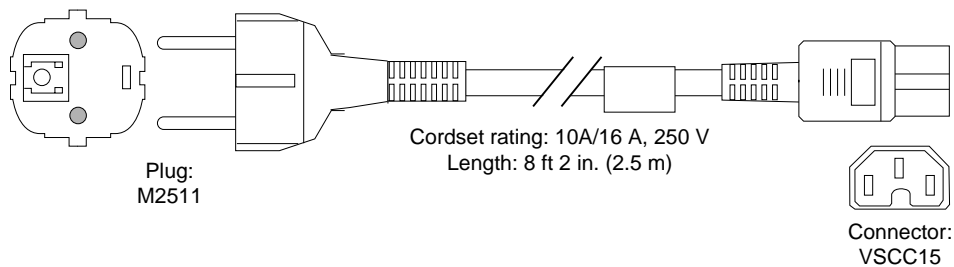 Cordset rating: 10A/16 A, 250 V
Length: 8 ft 2 in. (2.5 m)
Plug:
M2511
Connector:
VSCC15